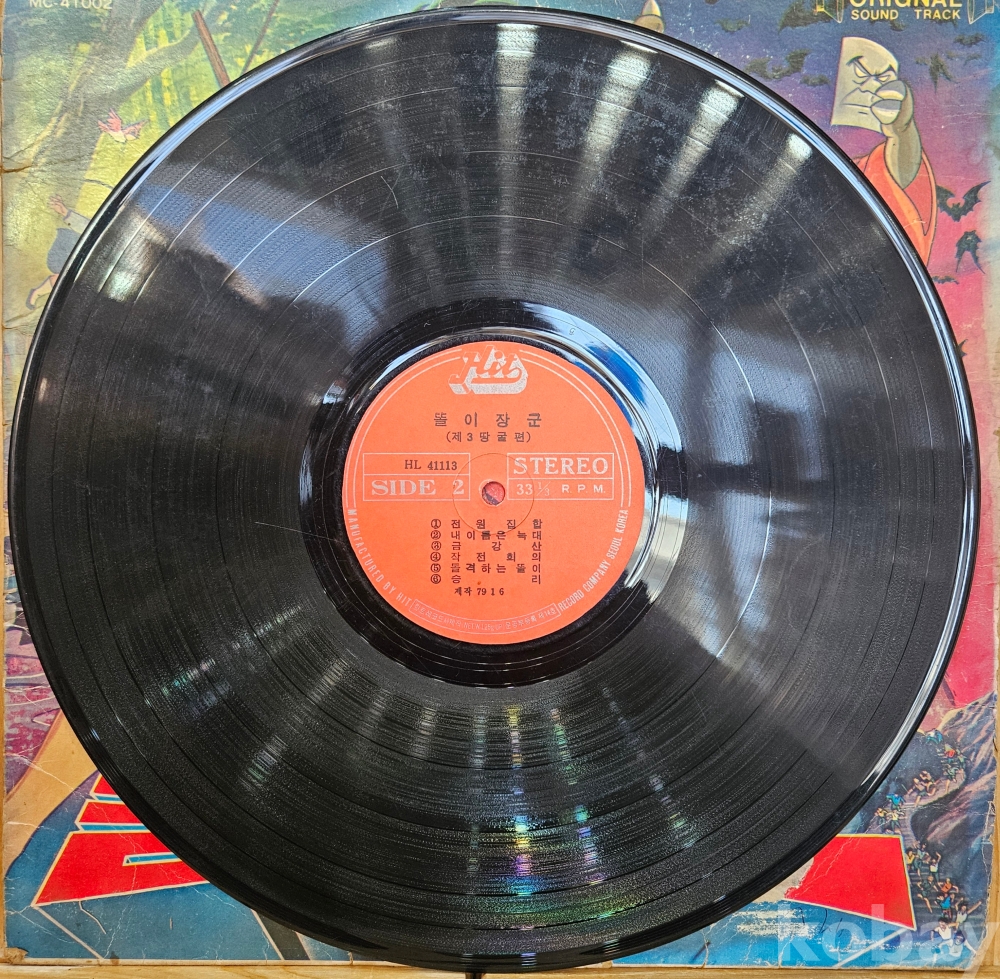 MC-41002
ORIGNAL
SOUND TRACK
Hit
똘이장군
(제3땅굴편)
HL 41113
SIDE 2
STEREO
33 1/3 R.P.M.
① 전원집합
② 내이름은늑대
③ 금강산
④ 작전회의
⑤ 돌격하는똘이
⑥ 승리
제작 79 1 6
MANUFACTURED BY HIT
RECORD COMPANY SEOUL KOREA
kobay